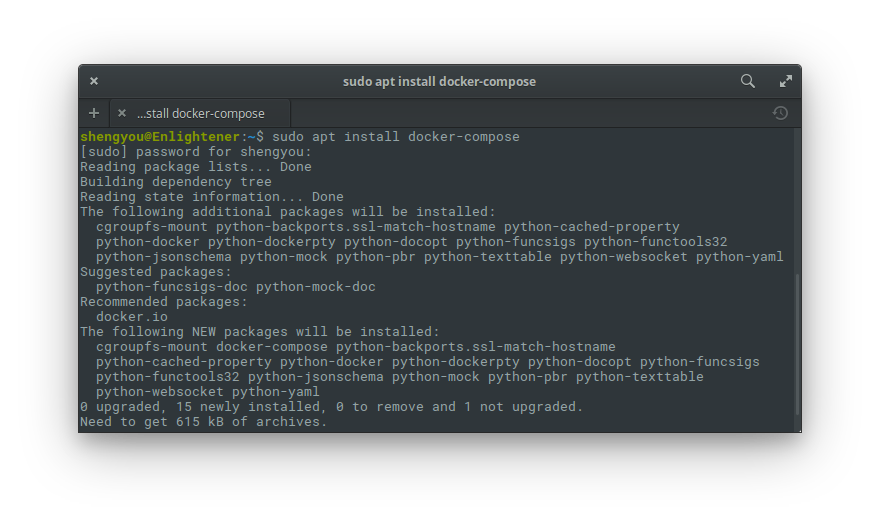 sudo apt install docker-compose
...stall docker-compose
shengyou@Enlightener:~$ sudo apt install docker-compose
[sudo] password for shengyou:
Reading package lists... Done
Building dependency tree
Reading state information... Done
The following additional packages will be installed:
  cgroupfs-mount python-backports.ssl-match-hostname python-cached-property
  python-docker python-dockerpty python-docopt python-funcsigs python-functools32
  python-jsonschema python-mock python-pbr python-texttable python-websocket python-yaml
Suggested packages:
  python-funcsigs-doc python-mock-doc
Recommended packages:
  docker.io
The following NEW packages will be installed:
  cgroupfs-mount docker-compose python-backports.ssl-match-hostname
  python-cached-property python-docker python-dockerpty python-docopt python-funcsigs
  python-functools32 python-jsonschema python-mock python-pbr python-texttable
  python-websocket python-yaml
0 upgraded, 15 newly installed, 0 to remove and 1 not upgraded.
Need to get 615 kB of archives.